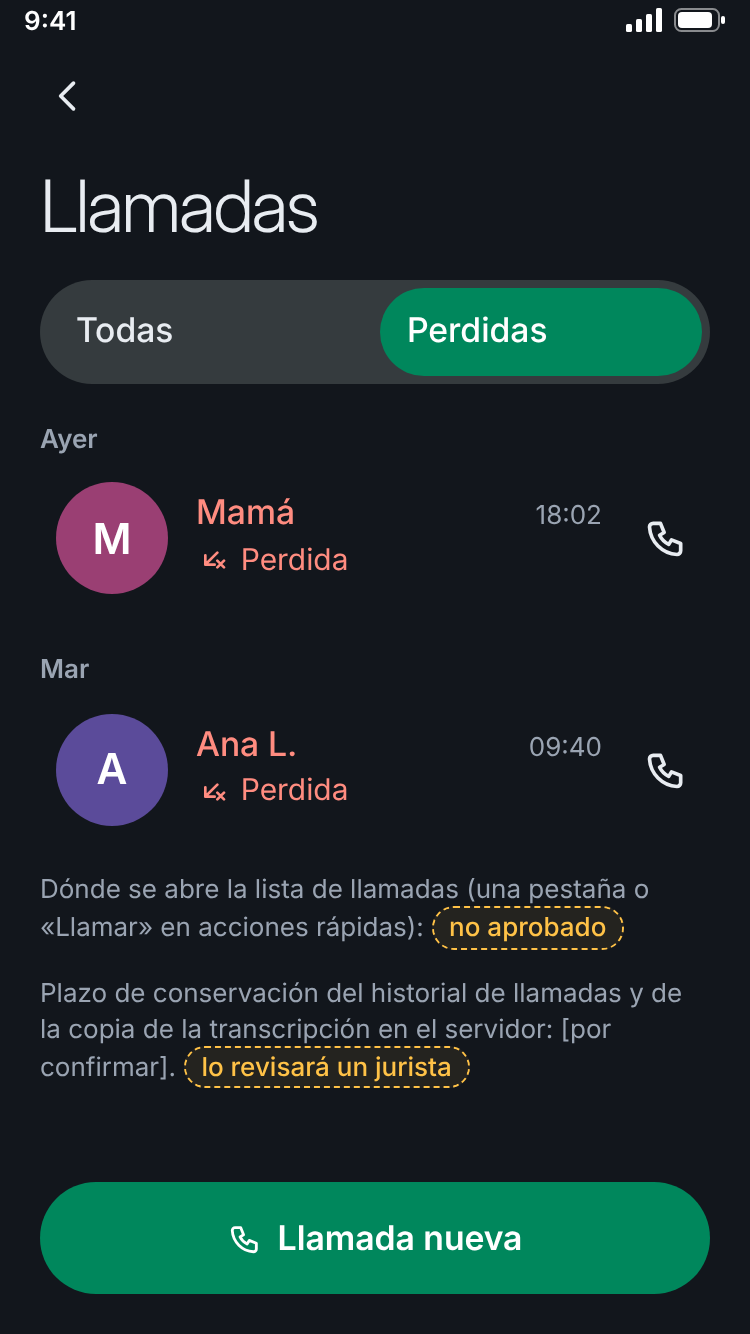 9:41
Llamadas
Todas
Perdidas
Ayer
M
Mamá
18:02
Perdida
Mar
A
Ana L.
09:40
Perdida
Dónde se abre la lista de llamadas (una pestaña o
«Llamar» en acciones rápidas): no aprobado
Plazo de conservación del historial de llamadas y de
la copia de la transcripción en el servidor: [por
confirmar]. lo revisará un jurista
Llamada nueva